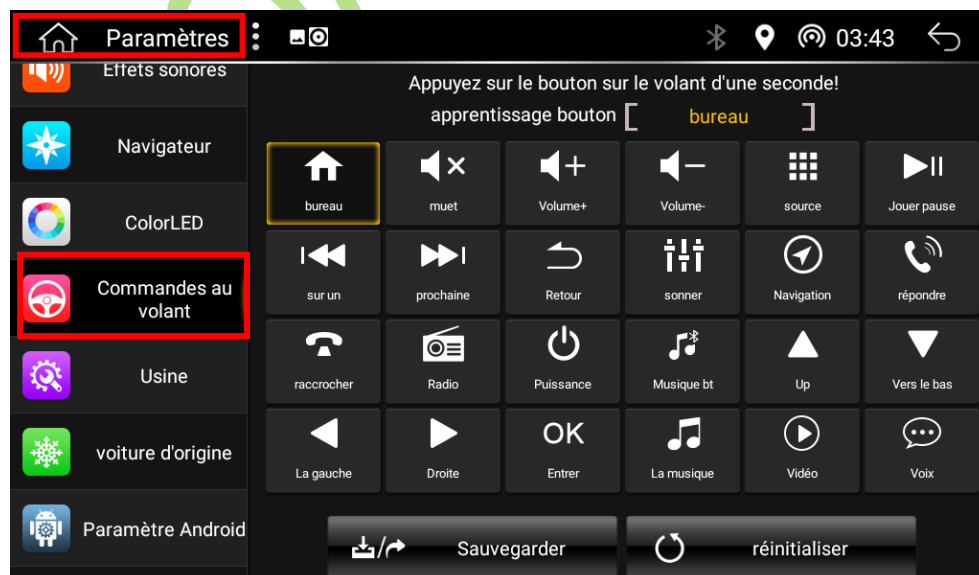 Paramètres
03:43
Effets sonores
Navigateur
ColorLED
Commandes au
volant
Usine
voiture d'origine
Paramètre Android
Appuyez sur le bouton sur le volant d'une seconde!
apprentissage bouton [ bureau ]
bureau muet Volume+ Volume- source Jouer pause
sur un prochaine Retour sonner Navigation répondre
raccrocher Radio Puissance Musique bt Up Vers le bas
OK
La gauche Droite Entrer La musique Vidéo Voix
Sauvegarder réinitialiser